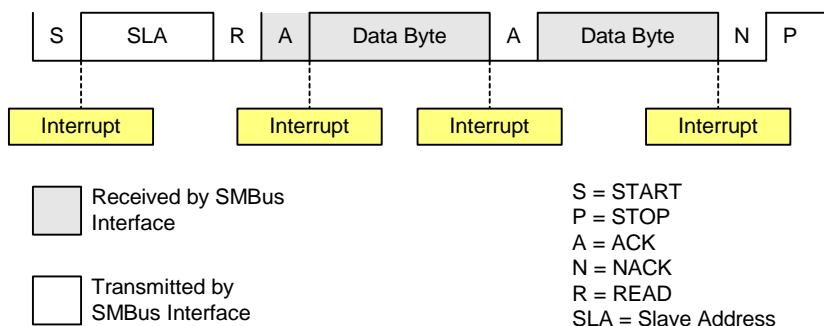 S SLA R A Data Byte A Data Byte N P
Interrupt Interrupt Interrupt Interrupt
Received by SMBus
Interface
Transmitted by
SMBus Interface
S = START
P = STOP
A = ACK
N = NACK
R = READ
SLA = Slave Address